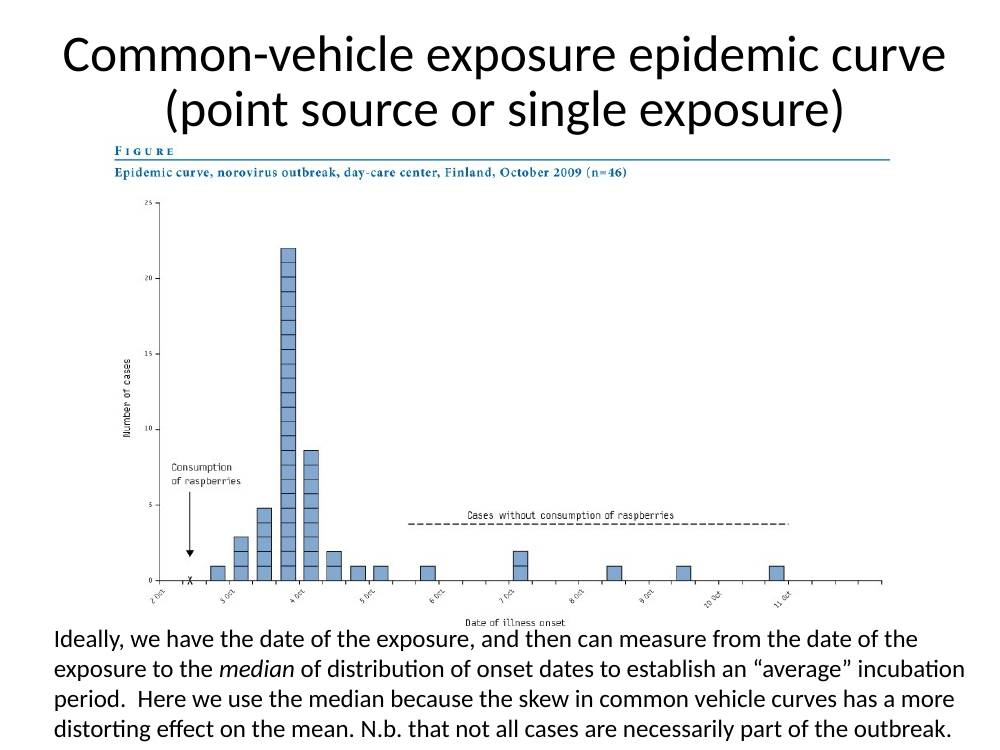 Common-vehicle exposure epidemic curve
(point source or single exposure)
FIGURE
Epidemic curve, norovirus outbreak, day-care center, Finland, October 2009 (n=46)
25
20
15
10
5
0
Number of cases
Consumption
of raspberries
x
Cases without consumption of raspberries
2 Oct
3 Oct
4 Oct
5 Oct
6 Oct
7 Oct
8 Oct
9 Oct
10 Oct
11 Oct
Date of illness onset
Ideally, we have the date of the exposure, and then can measure from the date of the
exposure to the median of distribution of onset dates to establish an “average” incubation
period.  Here we use the median because the skew in common vehicle curves has a more
distorting effect on the mean. N.b. that not all cases are necessarily part of the outbreak.